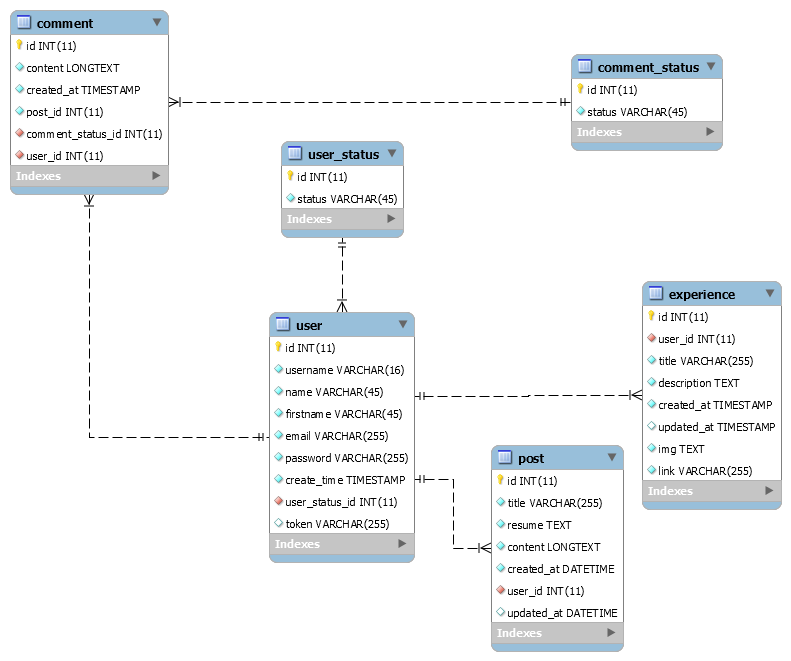 comment
id INT(11)
content LONGTEXT
created_at TIMESTAMP
post_id INT(11)
comment_status_id INT(11)
user_id INT(11)
Indexes
comment_status
id INT(11)
status VARCHAR(45)
Indexes
user_status
id INT(11)
status VARCHAR(45)
Indexes
user
id INT(11)
username VARCHAR(16)
name VARCHAR(45)
firstname VARCHAR(45)
email VARCHAR(255)
password VARCHAR(255)
create_time TIMESTAMP
user_status_id INT(11)
token VARCHAR(255)
Indexes
experience
id INT(11)
user_id INT(11)
title VARCHAR(255)
description TEXT
created_at TIMESTAMP
updated_at TIMESTAMP
img TEXT
link VARCHAR(255)
Indexes
post
id INT(11)
title VARCHAR(255)
resume TEXT
content LONGTEXT
created_at DATETIME
user_id INT(11)
updated_at DATETIME
Indexes